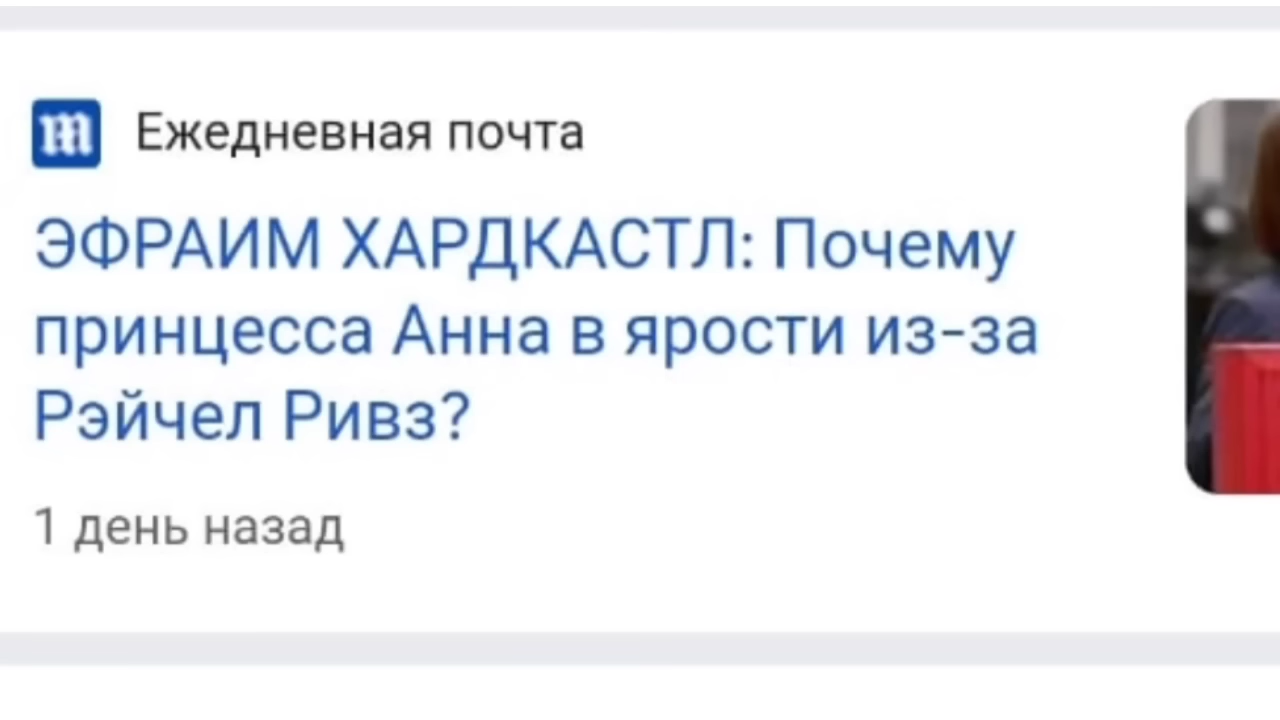 m
Ежедневная почта
ЭФРАИМ ХАРДКАСТЛ: Почему
принцесса Анна в ярости из-за
Рэйчел Ривз?
1 день назад